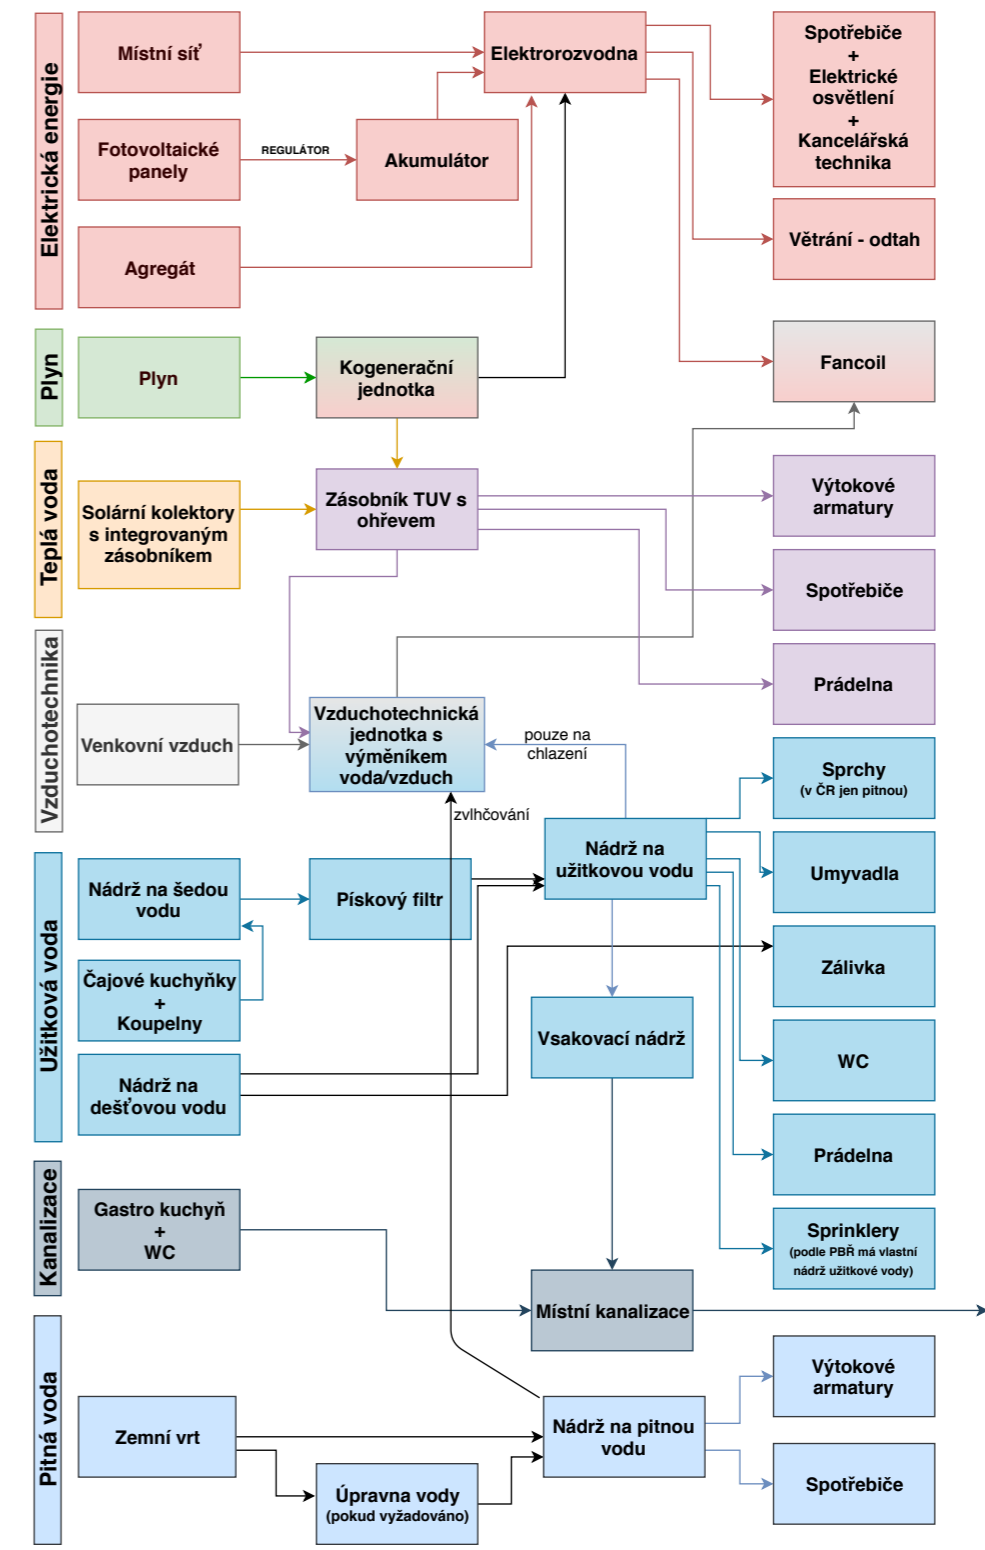 Elektrická energie
Místní síť
Elektrorozvodna
Spotřebiče
+
Elektrické
osvětlení
+
Kancelářská
technika
Fotovoltaické
panely
REGULÁTOR
Akumulátor
Větrání - odtah
Agregát
Plyn
Plyn
Kogenerační
jednotka
Fancoil
Teplá voda
Solární kolektory
s integrovaným
zásobníkem
Zásobník TUV s
ohřevem
Výtokové
armatury
Spotřebiče
Prádelna
Vzduchotechnika
Venkovní vzduch
Vzduchotechnická
jednotka s
výměníkem
voda/vzduch
pouze na
chlazení
zvlhčování
Sprchy
(v ČR jen pitnou)
Užitková voda
Nádrž na šedou
vodu
Pískový filtr
Nádrž na
užitkovou vodu
Umyvadla
Čajové kuchyňky
+
Koupelny
Zálivka
Vsakovací nádrž
Nádrž na
dešťovou vodu
WC
Prádelna
Kanalizace
Gastro kuchyň
+
WC
Sprinklery
(podle PBŘ má vlastní
nádrž užitkové vody)
Místní kanalizace
Pitná voda
Zemní vrt
Úpravna vody
(pokud vyžadováno)
Nádrž na pitnou
vodu
Výtokové
armatury
Spotřebiče